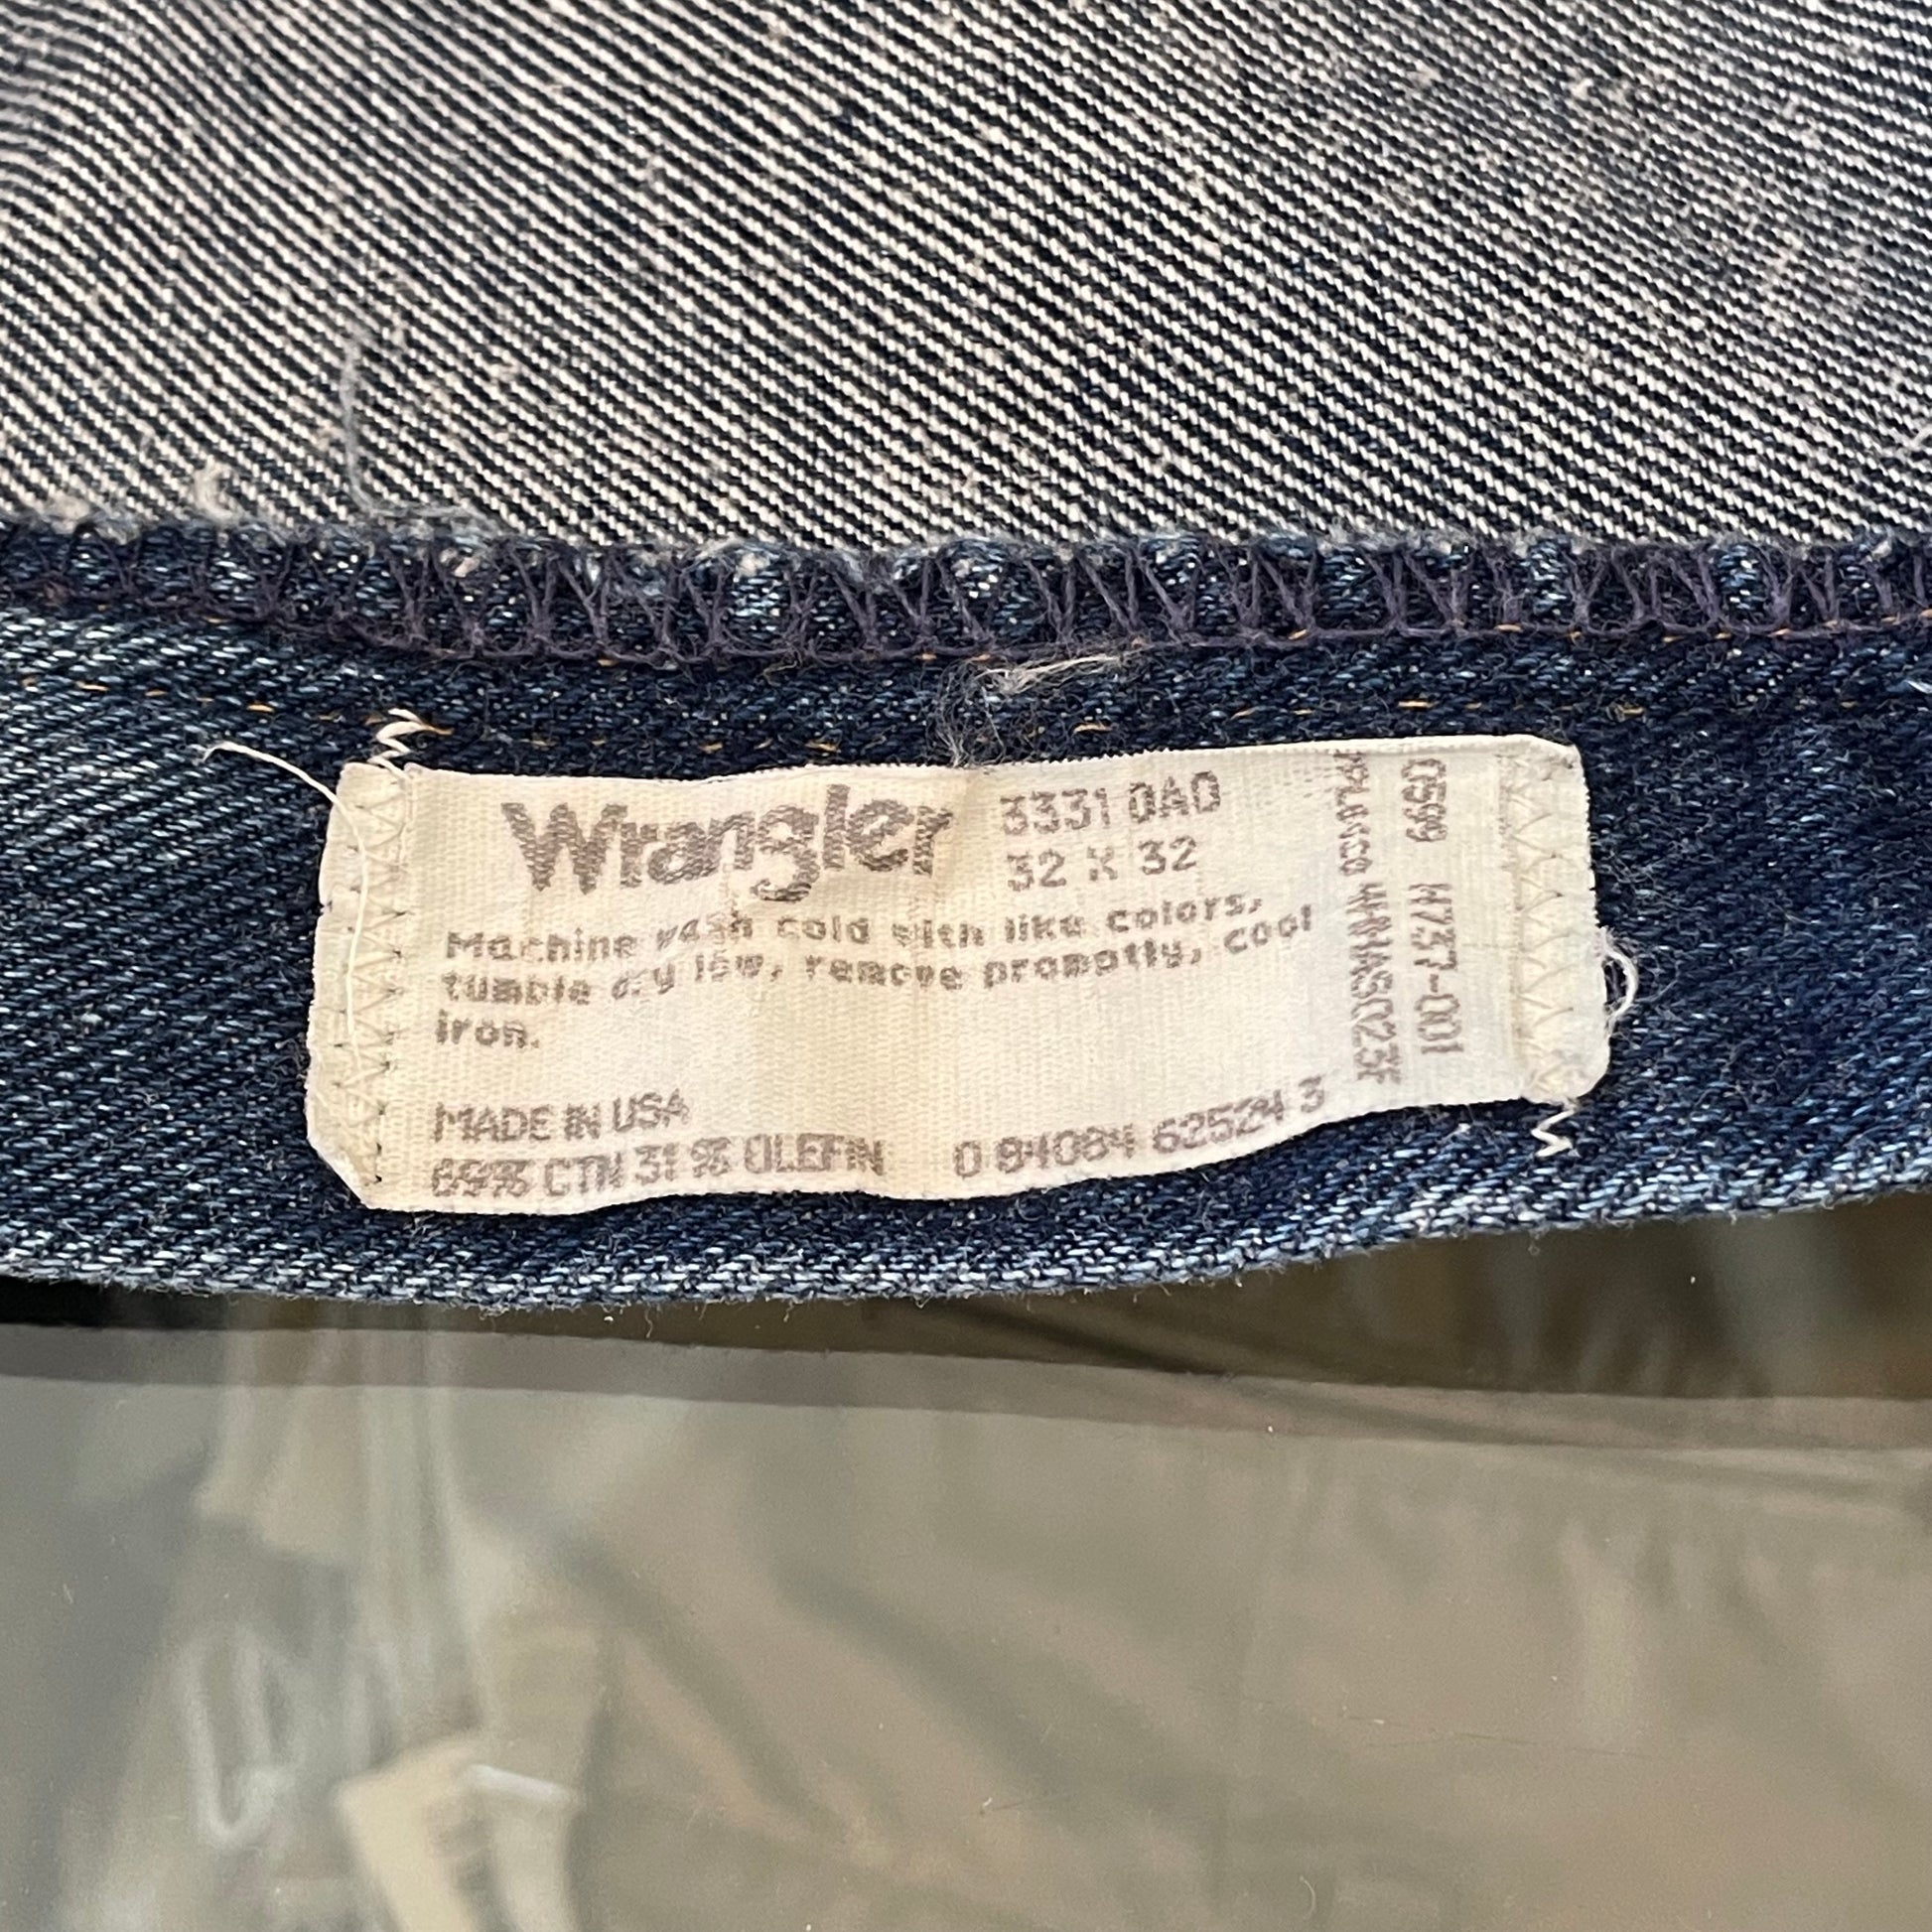 Wrangler
3331 0A0
32 X 32
Machine wash cold with like colors,
tumble dry low, remove promptly, cool
iron.
MADE IN USA
69% CTN 31 % OLEFIN 0 84084 62524 3
0599 H737-001